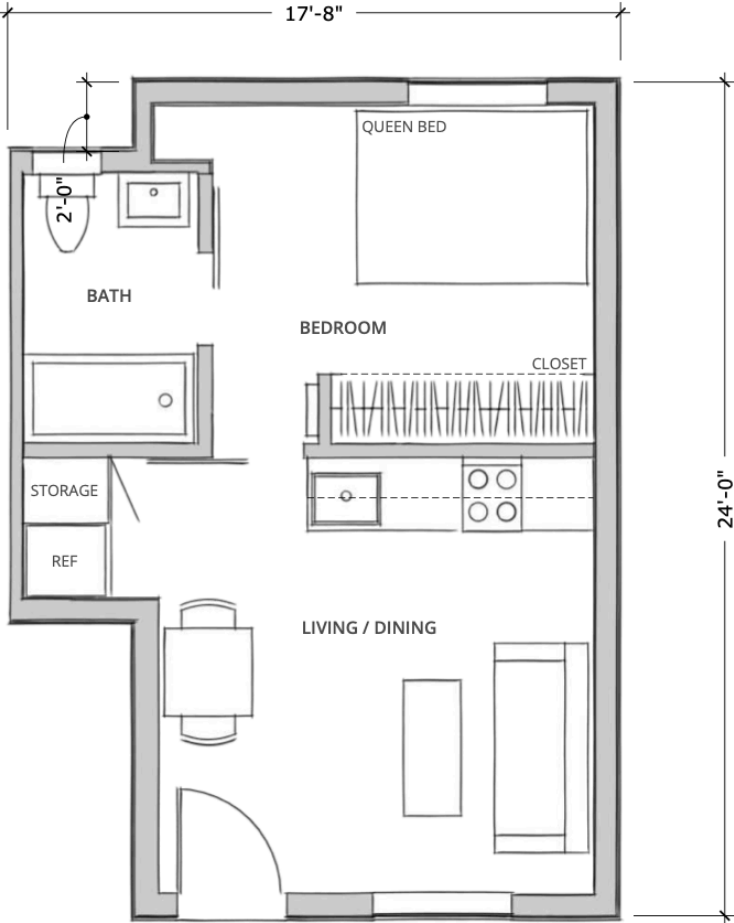 17'-8"
QUEEN BED
2'-0"
BATH
BEDROOM
CLOSET
STORAGE
24'-0"
REF
LIVING / DINING